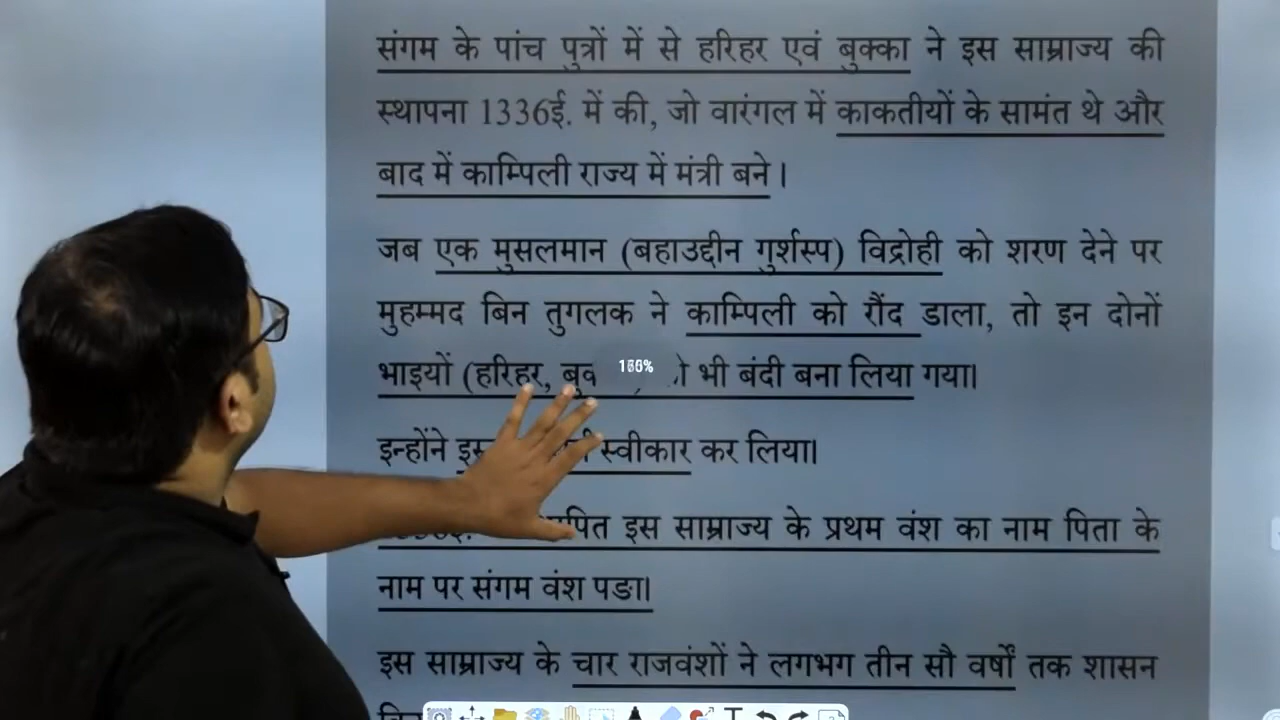 संगम के पांच पुत्रों में से हरिहर एवं बुक्का ने इस साम्राज्य की
स्थापना 1336ई. में की, जो वारंगल में काकतीयों के सामंत थे और
बाद में काम्पिली राज्य में मंत्री बने ।
जब एक मुसलमान (बहाउद्दीन गुर्शस्प) विद्रोही को शरण देने पर
मुहम्मद बिन तुगलक ने काम्पिली को रौंद डाला, तो इन दोनों
भाइयों (हरिहर, भी बंदी बना लिया गया।
इन्होंने स्वीकार कर लिया।
इस साम्राज्य के प्रथम वंश का नाम पिता के
नाम पर संगम वंश पङा।
इस साम्राज्य के चार राजवंशों ने लगभग तीन सौ वर्षों तक शासन